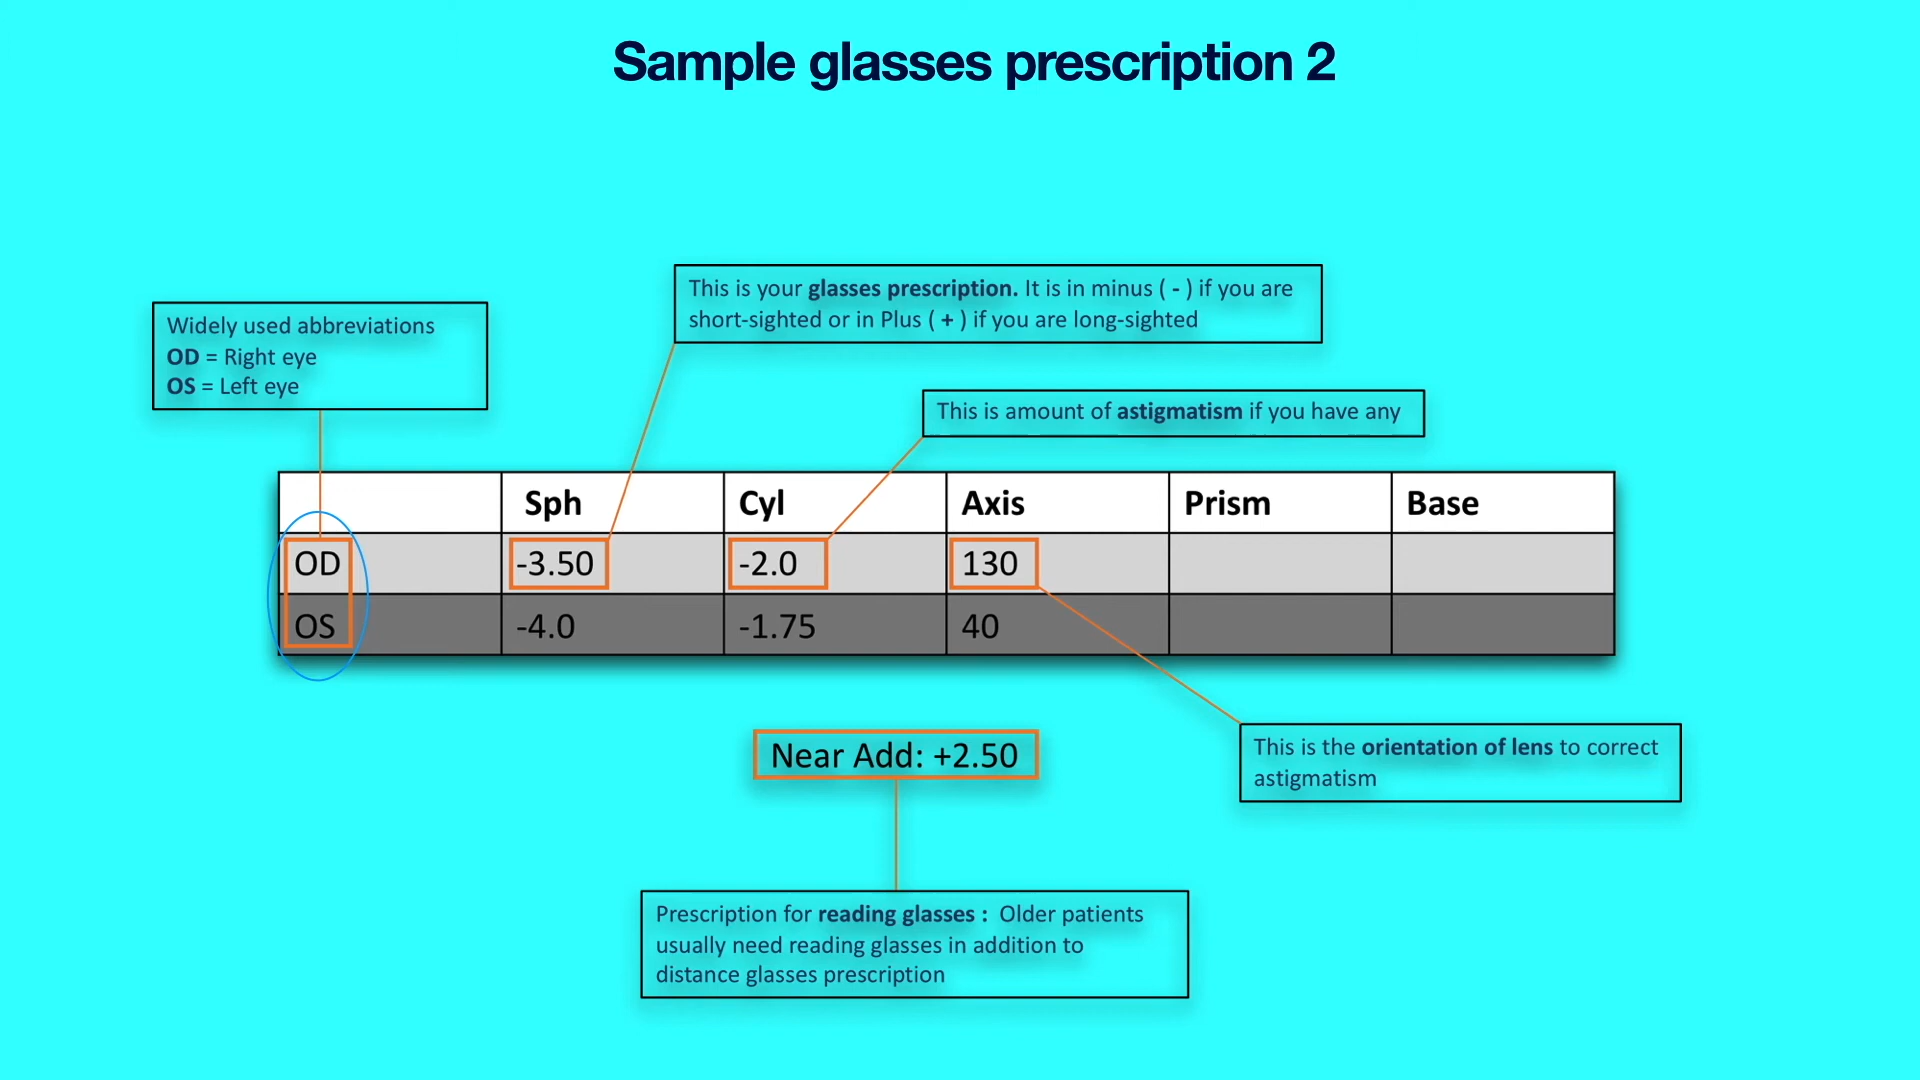 Sample glasses prescription 2
This is your glasses prescription. It is in minus ( - ) if you are
short-sighted or in Plus ( + ) if you are long-sighted
Widely used abbreviations
OD = Right eye
OS = Left eye
This is amount of astigmatism if you have any
Sph Cyl Axis Prism Base
OD -3.50 -2.0 130
OS -4.0 -1.75 40
Near Add: +2.50
This is the orientation of lens to correct
astigmatism
Prescription for reading glasses : Older patients
usually need reading glasses in addition to
distance glasses prescription